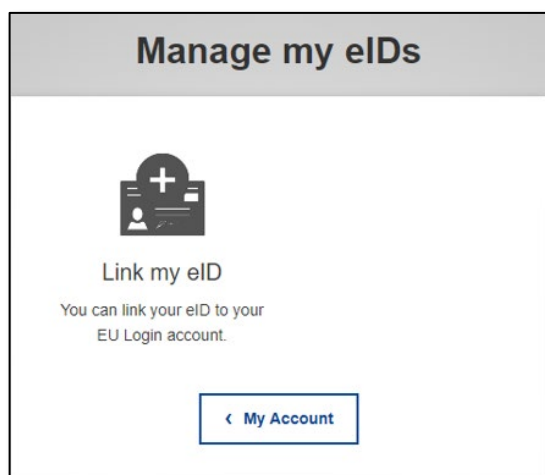 Manage my eIDs
Link my eID
You can link your eID to your
EU Login account.
‹ My Account